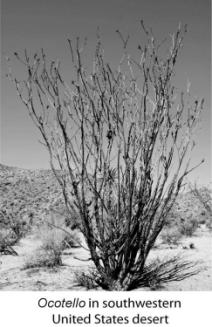 Ocotello in southwestern
United States desert